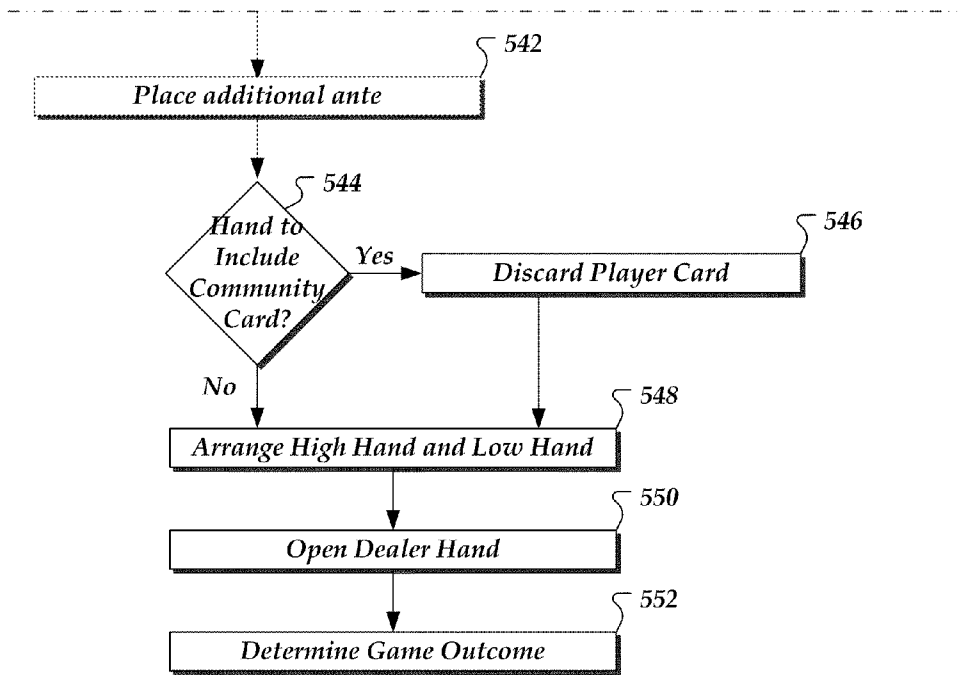 542
Place additional ante
544
Hand to
Include
Community
Card?
Yes
546
Discard Player Card
No
548
Arrange High Hand and Low Hand
550
Open Dealer Hand
552
Determine Game Outcome